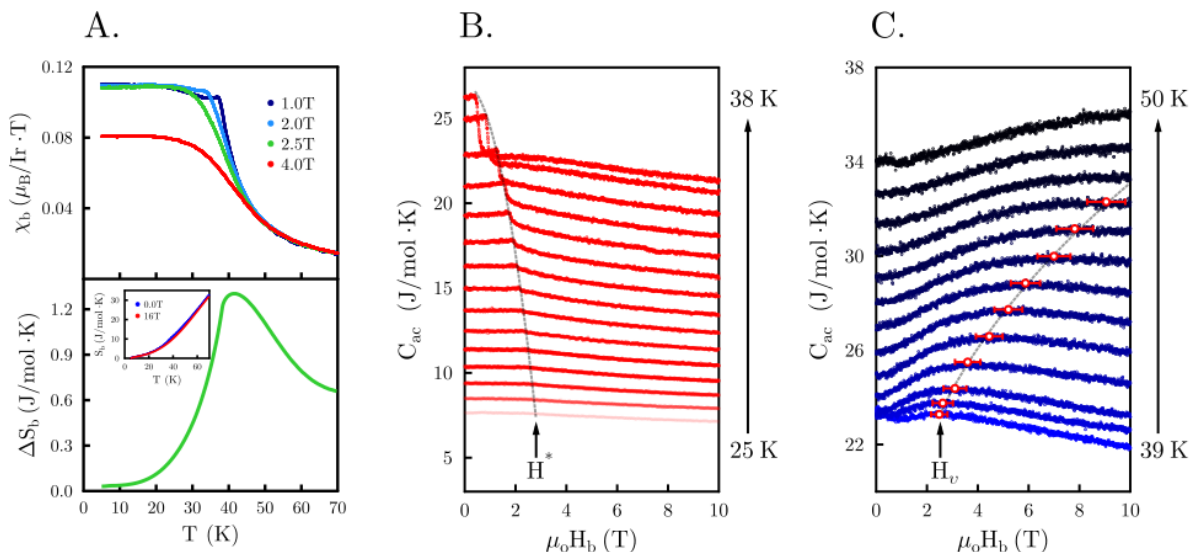 A.
B.
C.
χb (μB/Ir·T)
0.12
0.08
0.04
1.0T
2.0T
2.5T
4.0T
ΔSb (J/mol·K)
1.2
0.9
0.6
0.3
0.0
Sb (J/mol·K)
30
20
10
0
0.0T
16T
0 20 40 60
T (K)
0 10 20 30 40 50 60 70
T (K)
Cac (J/mol·K)
25
20
15
10
5
H*
0 2 4 6 8 10
μoHb (T)
38 K
25 K
Cac (J/mol·K)
38
34
30
26
22
Hv
0 2 4 6 8 10
μoHb (T)
50 K
39 K